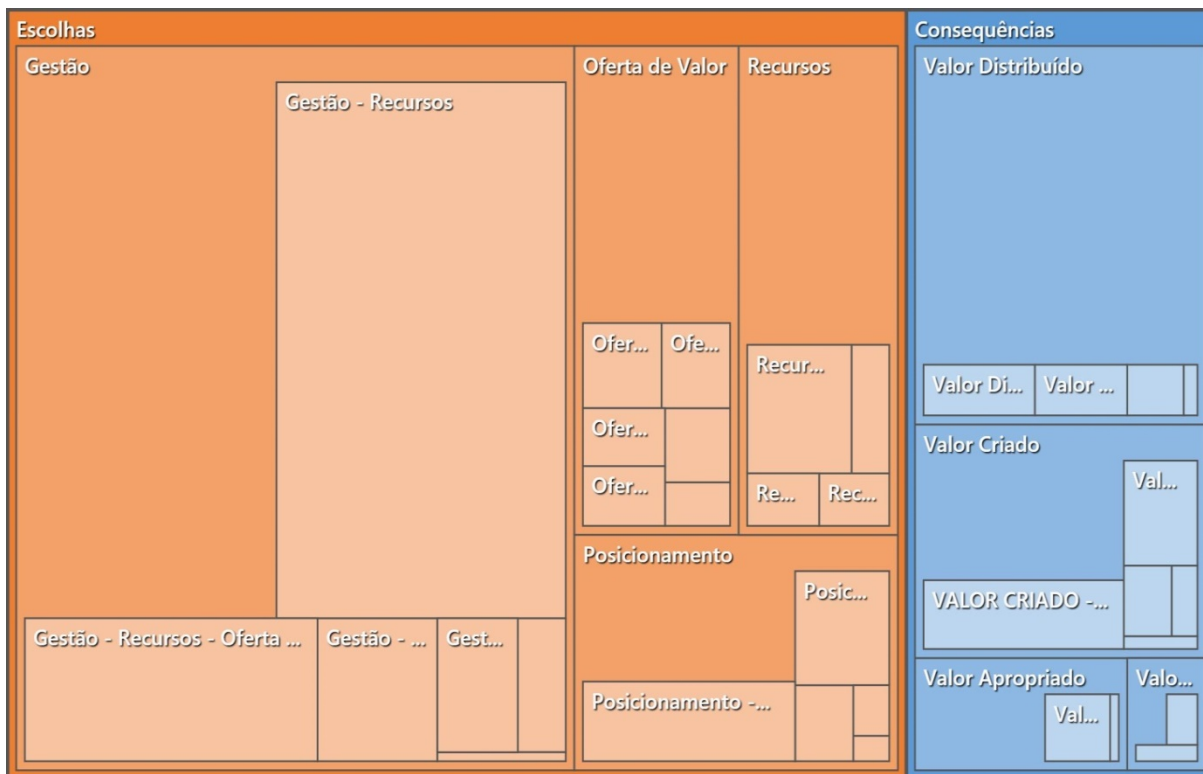 Escolhas
Gestão
Gestão - Recursos
Gestão - Recursos - Oferta ...
Gestão - ...
Gest...
Oferta de Valor
Ofer...
Ofe...
Ofer...
Ofer...
Recursos
Recur...
Re...
Rec...
Posicionamento
Posic...
Posicionamento -...
Consequências
Valor Distribuído
Valor Di...
Valor ...
Valor Criado
Val...
VALOR CRIADO -...
Valor Apropriado
Val...
Valo...